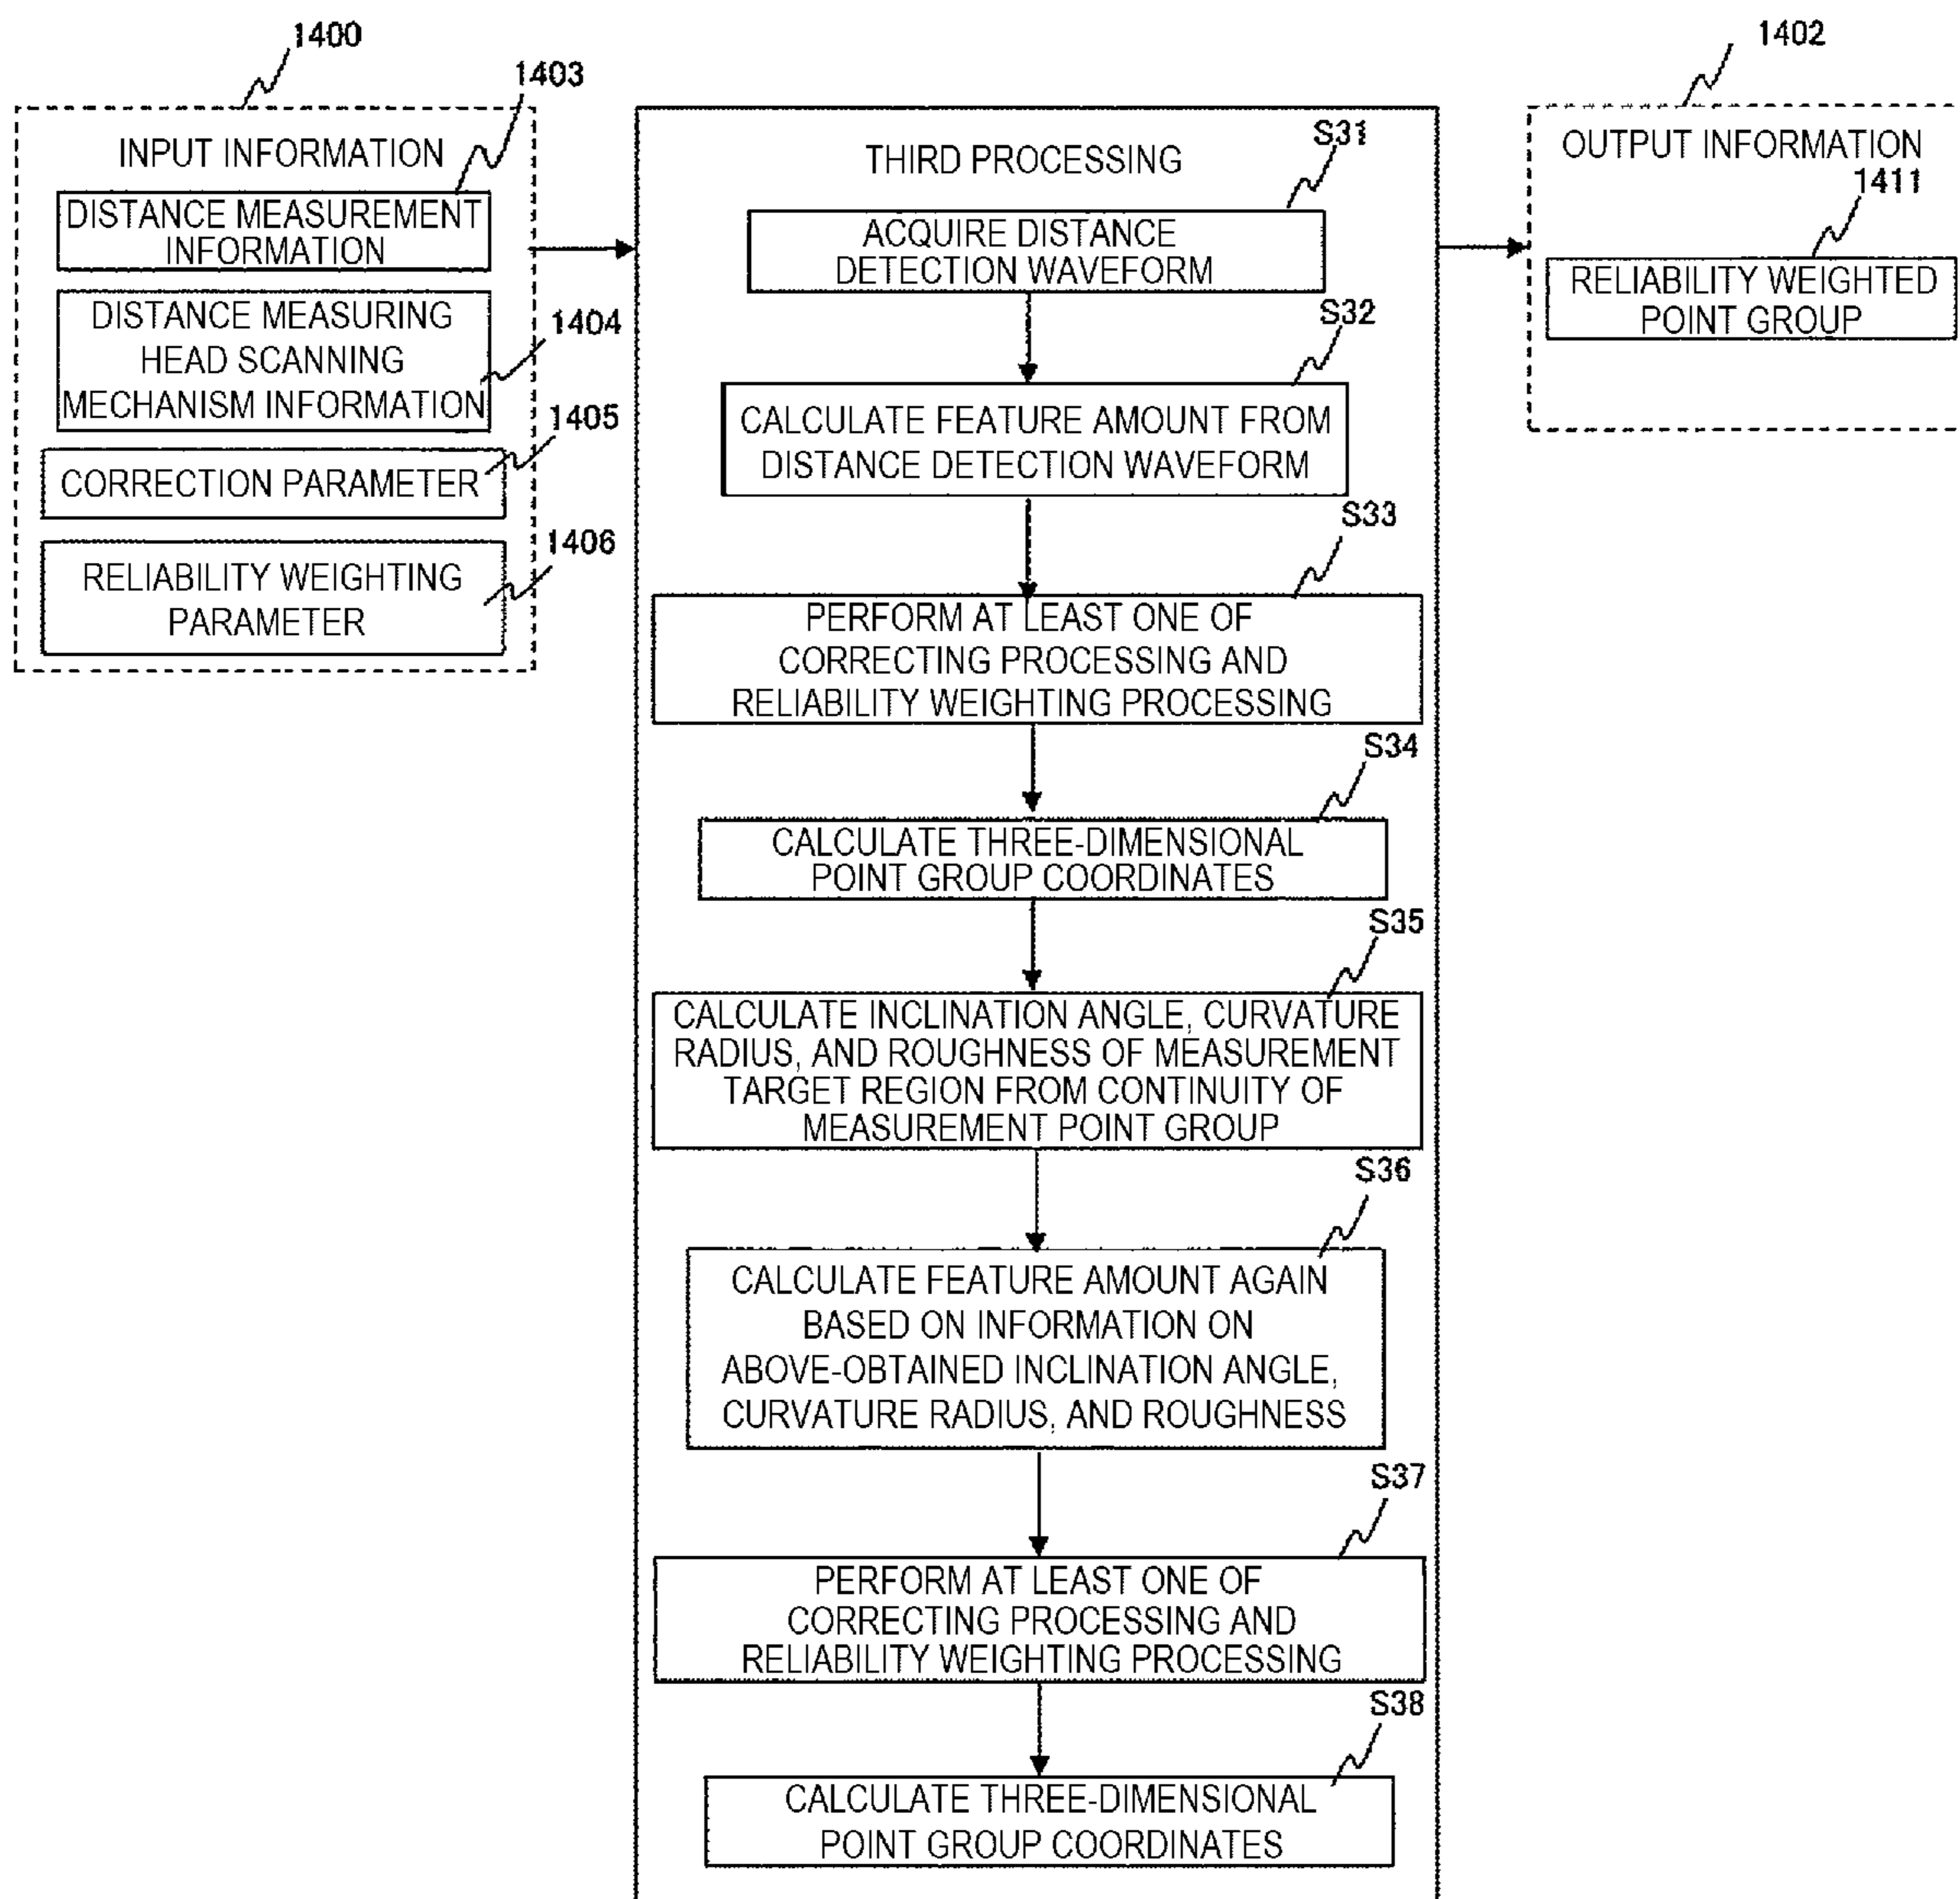 1400
1403
INPUT INFORMATION
DISTANCE MEASUREMENT
INFORMATION
DISTANCE MEASURING
HEAD SCANNING
MECHANISM INFORMATION
1404
1405
CORRECTION PARAMETER
1406
RELIABILITY WEIGHTING
PARAMETER
THIRD PROCESSING
S31
ACQUIRE DISTANCE
DETECTION WAVEFORM
S32
CALCULATE FEATURE AMOUNT FROM
DISTANCE DETECTION WAVEFORM
S33
PERFORM AT LEAST ONE OF
CORRECTING PROCESSING AND
RELIABILITY WEIGHTING PROCESSING
S34
CALCULATE THREE-DIMENSIONAL
POINT GROUP COORDINATES
S35
CALCULATE INCLINATION ANGLE, CURVATURE
RADIUS, AND ROUGHNESS OF MEASUREMENT
TARGET REGION FROM CONTINUITY OF
MEASUREMENT POINT GROUP
S36
CALCULATE FEATURE AMOUNT AGAIN
BASED ON INFORMATION ON
ABOVE-OBTAINED INCLINATION ANGLE,
CURVATURE RADIUS, AND ROUGHNESS
S37
PERFORM AT LEAST ONE OF
CORRECTING PROCESSING AND
RELIABILITY WEIGHTING PROCESSING
S38
CALCULATE THREE-DIMENSIONAL
POINT GROUP COORDINATES
1402
OUTPUT INFORMATION
1411
RELIABILITY WEIGHTED
POINT GROUP